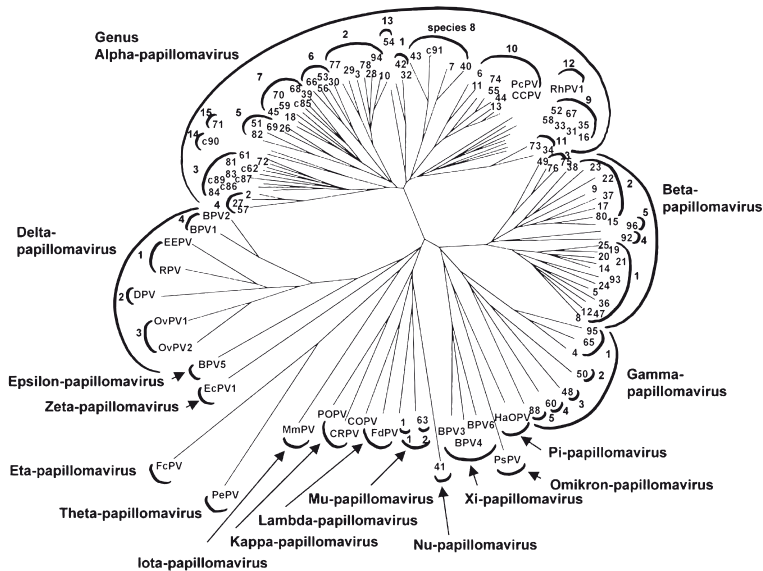 Genus
Alpha-papillomavirus
13
54
2
1
species 8
43
c91
42
7
40
10
6
74
PcPV
CCPV
11
55
44
13
12
RhPV1
9
52
67
58
33
35
31
16
11
73
34
6
77
78
94
29
3
28
10
32
53
66
30
56
7
68
39
c85
70
59
45
18
5
51
69
26
82
15
71
14
c90
3
61
81
72
c62
83
c89
c87
c86
84
4
2
27
57
Beta-
papillomavirus
3
49
75
76
38
23
22
2
9
37
17
80
15
5
96
92
4
25
19
20
21
14
93
24
5
1
36
12
47
8
Gamma-
papillomavirus
95
65
4
1
50
2
48
3
60
4
88
5
Delta-
papillomavirus
4
BPV2
BPV1
1
EEPV
RPV
2
DPV
OvPV1
3
OvPV2
Epsilon-papillomavirus
BPV5
Zeta-papillomavirus
EcPV1
Eta-papillomavirus
FcPV
Theta-papillomavirus
PePV
Iota-papillomavirus
MmPV
Kappa-papillomavirus
POPV
CRPV
Lambda-papillomavirus
COPV
FdPV
Mu-papillomavirus
1
63
1
2
Nu-papillomavirus
41
Xi-papillomavirus
BPV3
BPV6
BPV4
Omikron-papillomavirus
PsPV
Pi-papillomavirus
HaOPV